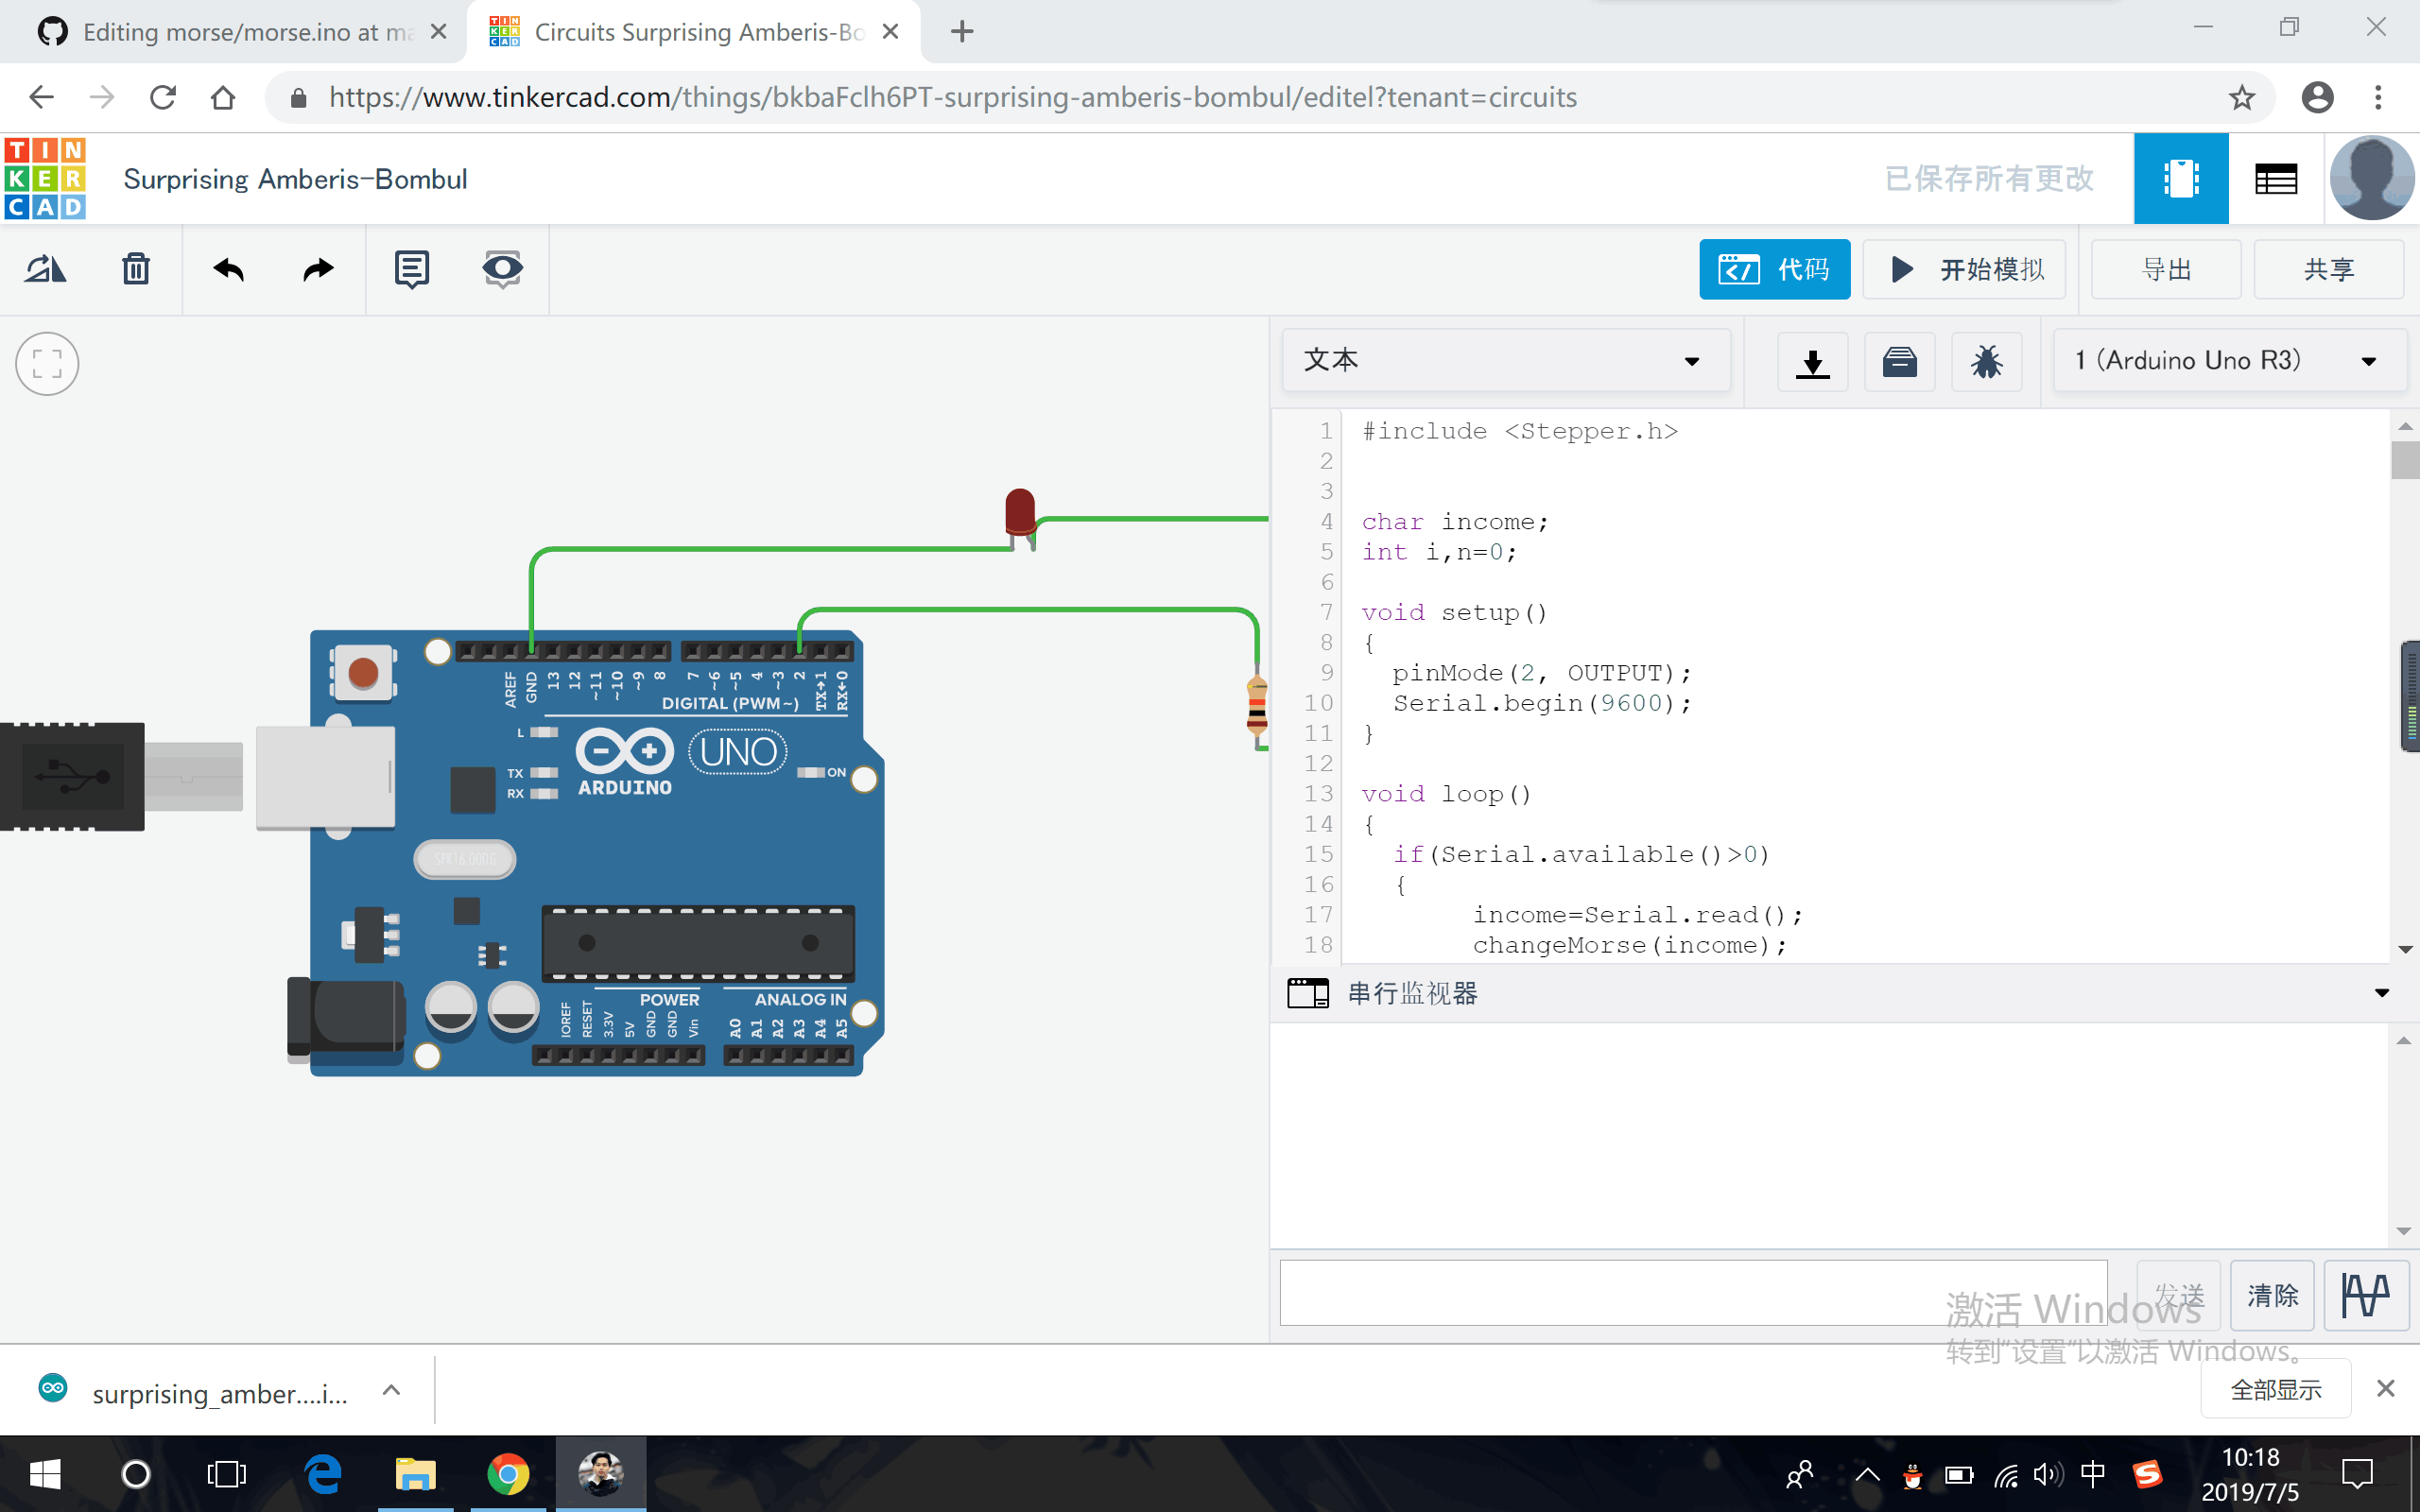 Editing morse/morse.ino at ma
Circuits Surprising Amberis-Bo
https://www.tinkercad.com/things/bkbaFclh6PT-surprising-amberis-bombul/editel?tenant=circuits
TIN
KER
CAD
Surprising Amberis-Bombul
已保存所有更改
代码
开始模拟
导出
共享
文本
1 (Arduino Uno R3)
1 #include <Stepper.h>
2
3
4 char income;
5 int i,n=0;
6
7 void setup()
8 {
9 pinMode(2, OUTPUT);
10 Serial.begin(9600);
11 }
12
13 void loop()
14 {
15 if(Serial.available()>0)
16 {
17 income=Serial.read();
18 changeMorse(income);
AREF
GND
13
12
~11
~10
~9
8
7
~6
~5
4
~3
2
TX→1
RX←0
DIGITAL (PWM~)
L
TX
RX
ARDUINO
UNO
ON
SPK16.000G
POWER
ANALOG IN
IOREF
RESET
3.3V
5V
GND
GND
Vin
A0
A1
A2
A3
A4
A5
串行监视器
发送
清除
激活 Windows
转到"设置"以激活 Windows。
surprising_amber....i...
全部显示
中
10:18
2019/7/5